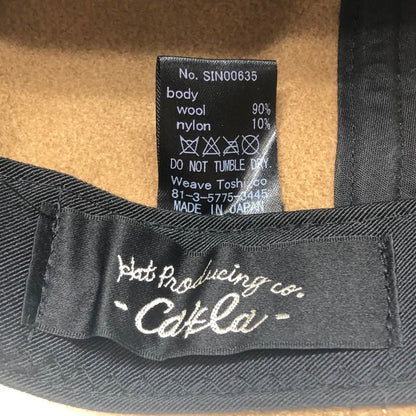 No. SIN00635
body
wool 90%
nylon 10%
DO NOT TUMBLE DRY.
Weave Toshi co
81-3-5775-3445
MADE IN JAPAN
Hat Producing co.
- CA4LA -